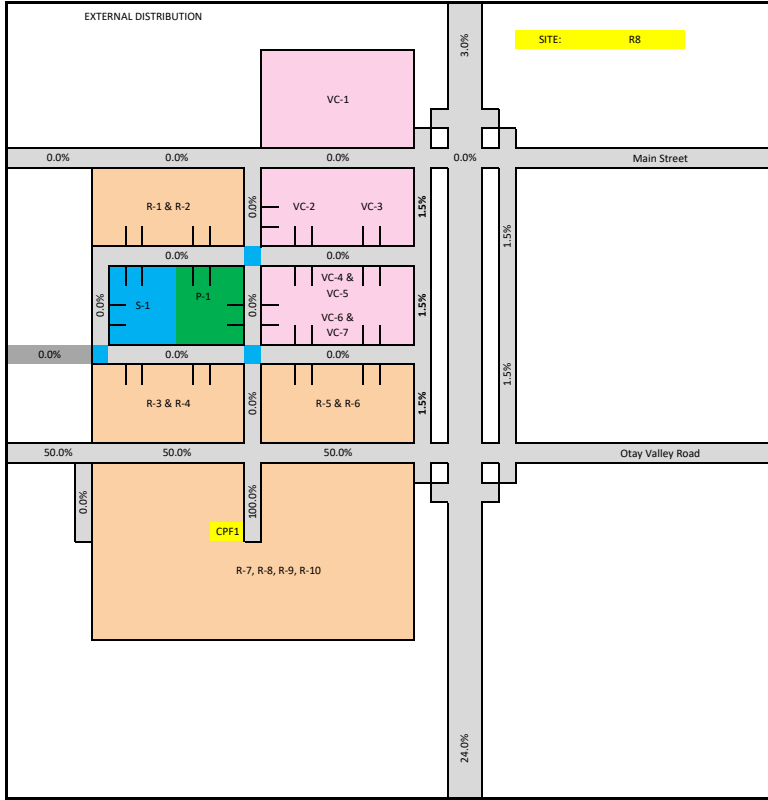 EXTERNAL DISTRIBUTION
SITE: R8
3.0%
VC-1
0.0% 0.0% 0.0% 0.0% Main Street
R-1 & R-2
0.0%
VC-2 VC-3
1.5%
1.5%
0.0% 0.0%
S-1
P-1
0.0%
0.0%
VC-4 &
VC-5
VC-6 &
VC-7
1.5%
0.0% 0.0% 0.0%
1.5%
R-3 & R-4
0.0%
R-5 & R-6
1.5%
50.0% 50.0% 50.0% Otay Valley Road
0.0%
100.0%
CPF1
R-7, R-8, R-9, R-10
24.0%